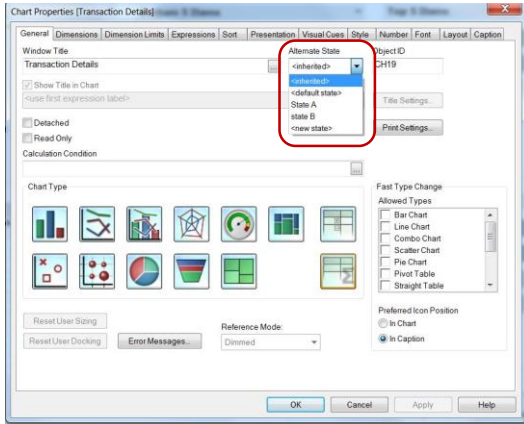 Chart Properties [Transaction Details]
General Dimensions Dimension Limits Expressions Sort Presentation Visual Cues Style Number Font Layout Caption
Window Title
Alternate State
Object ID
Transaction Details
...
<inherited>
CH19
<inherited>
<default state>
State A
state B
<new state>
Show Title in Chart
<use first expression label>
Title Settings...
Detached
Print Settings...
Read Only
Calculation Condition
...
Chart Type
Fast Type Change
Allowed Types
Bar Chart
Line Chart
Combo Chart
Scatter Chart
Pie Chart
Pivot Table
Straight Table
Preferred Icon Position
In Chart
In Caption
Reset User Sizing
Reference Mode:
Reset User Docking
Error Messages...
Dimmed
OK Cancel Apply Help